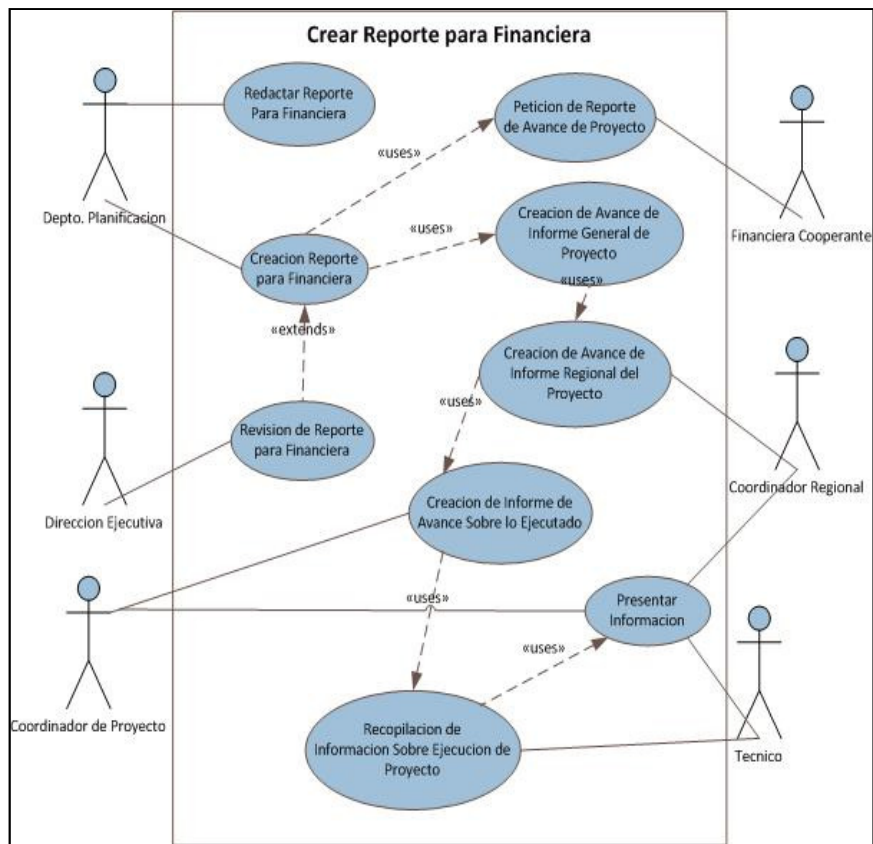 Crear Reporte para Financiera
Redactar Reporte
Para Financiera
Peticion de Reporte
de Avance de Proyecto
«uses»
Depto. Planificacion
Financiera Cooperante
Creacion de Avance de
Informe General de
Proyecto
«uses»
Creacion Reporte
para Financiera
«uses»
«extends»
Creacion de Avance de
Informe Regional del
Proyecto
«uses»
Revision de Reporte
para Financiera
Direccion Ejecutiva
Coordinador Regional
Creacion de Informe de
Avance Sobre lo Ejecutado
«uses»
Presentar
Informacion
«uses»
Coordinador de Proyecto
Recopilacion de
Informacion Sobre Ejecucion de
Proyecto
Tecnico